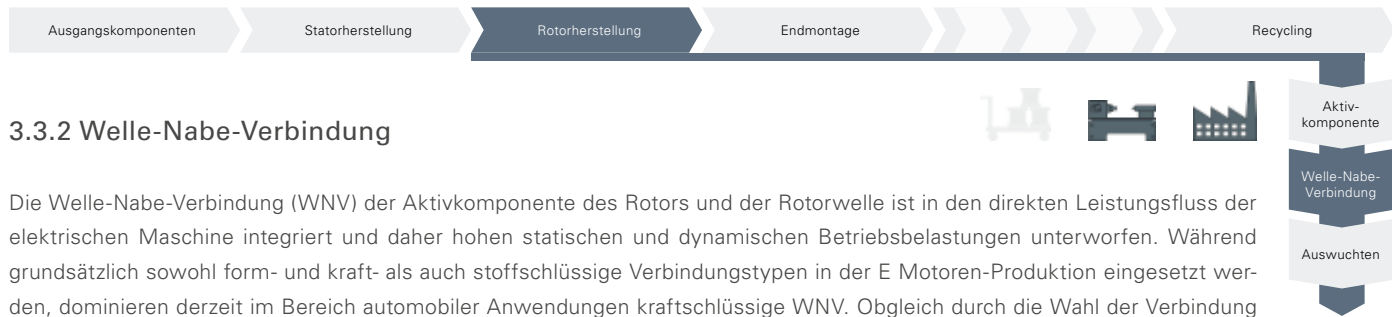 Ausgangskomponenten
Statorherstellung
Rotorherstellung
Endmontage
Recycling
3.3.2 Welle-Nabe-Verbindung
Aktiv-
komponente
Welle-Nabe-
Verbindung
Auswuchten
Die Welle-Nabe-Verbindung (WNV) der Aktivkomponente des Rotors und der Rotorwelle ist in den direkten Leistungsfluss der
elektrischen Maschine integriert und daher hohen statischen und dynamischen Betriebsbelastungen unterworfen. Während
grundsätzlich sowohl form- und kraft- als auch stoffschlüssige Verbindungstypen in der E Motoren-Produktion eingesetzt wer-
den, dominieren derzeit im Bereich automobiler Anwendungen kraftschlüssige WNV. Obgleich durch die Wahl der Verbindung